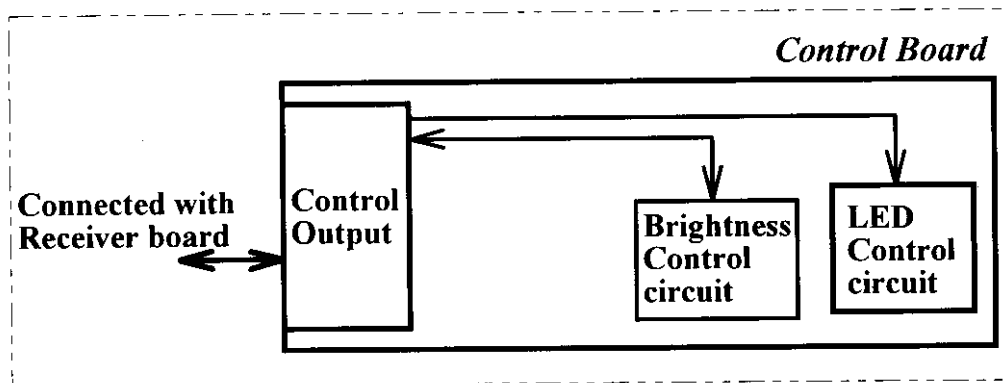 Control Board
Connected with
Receiver board
Control
Output
Brightness
Control
circuit
LED
Control
circuit